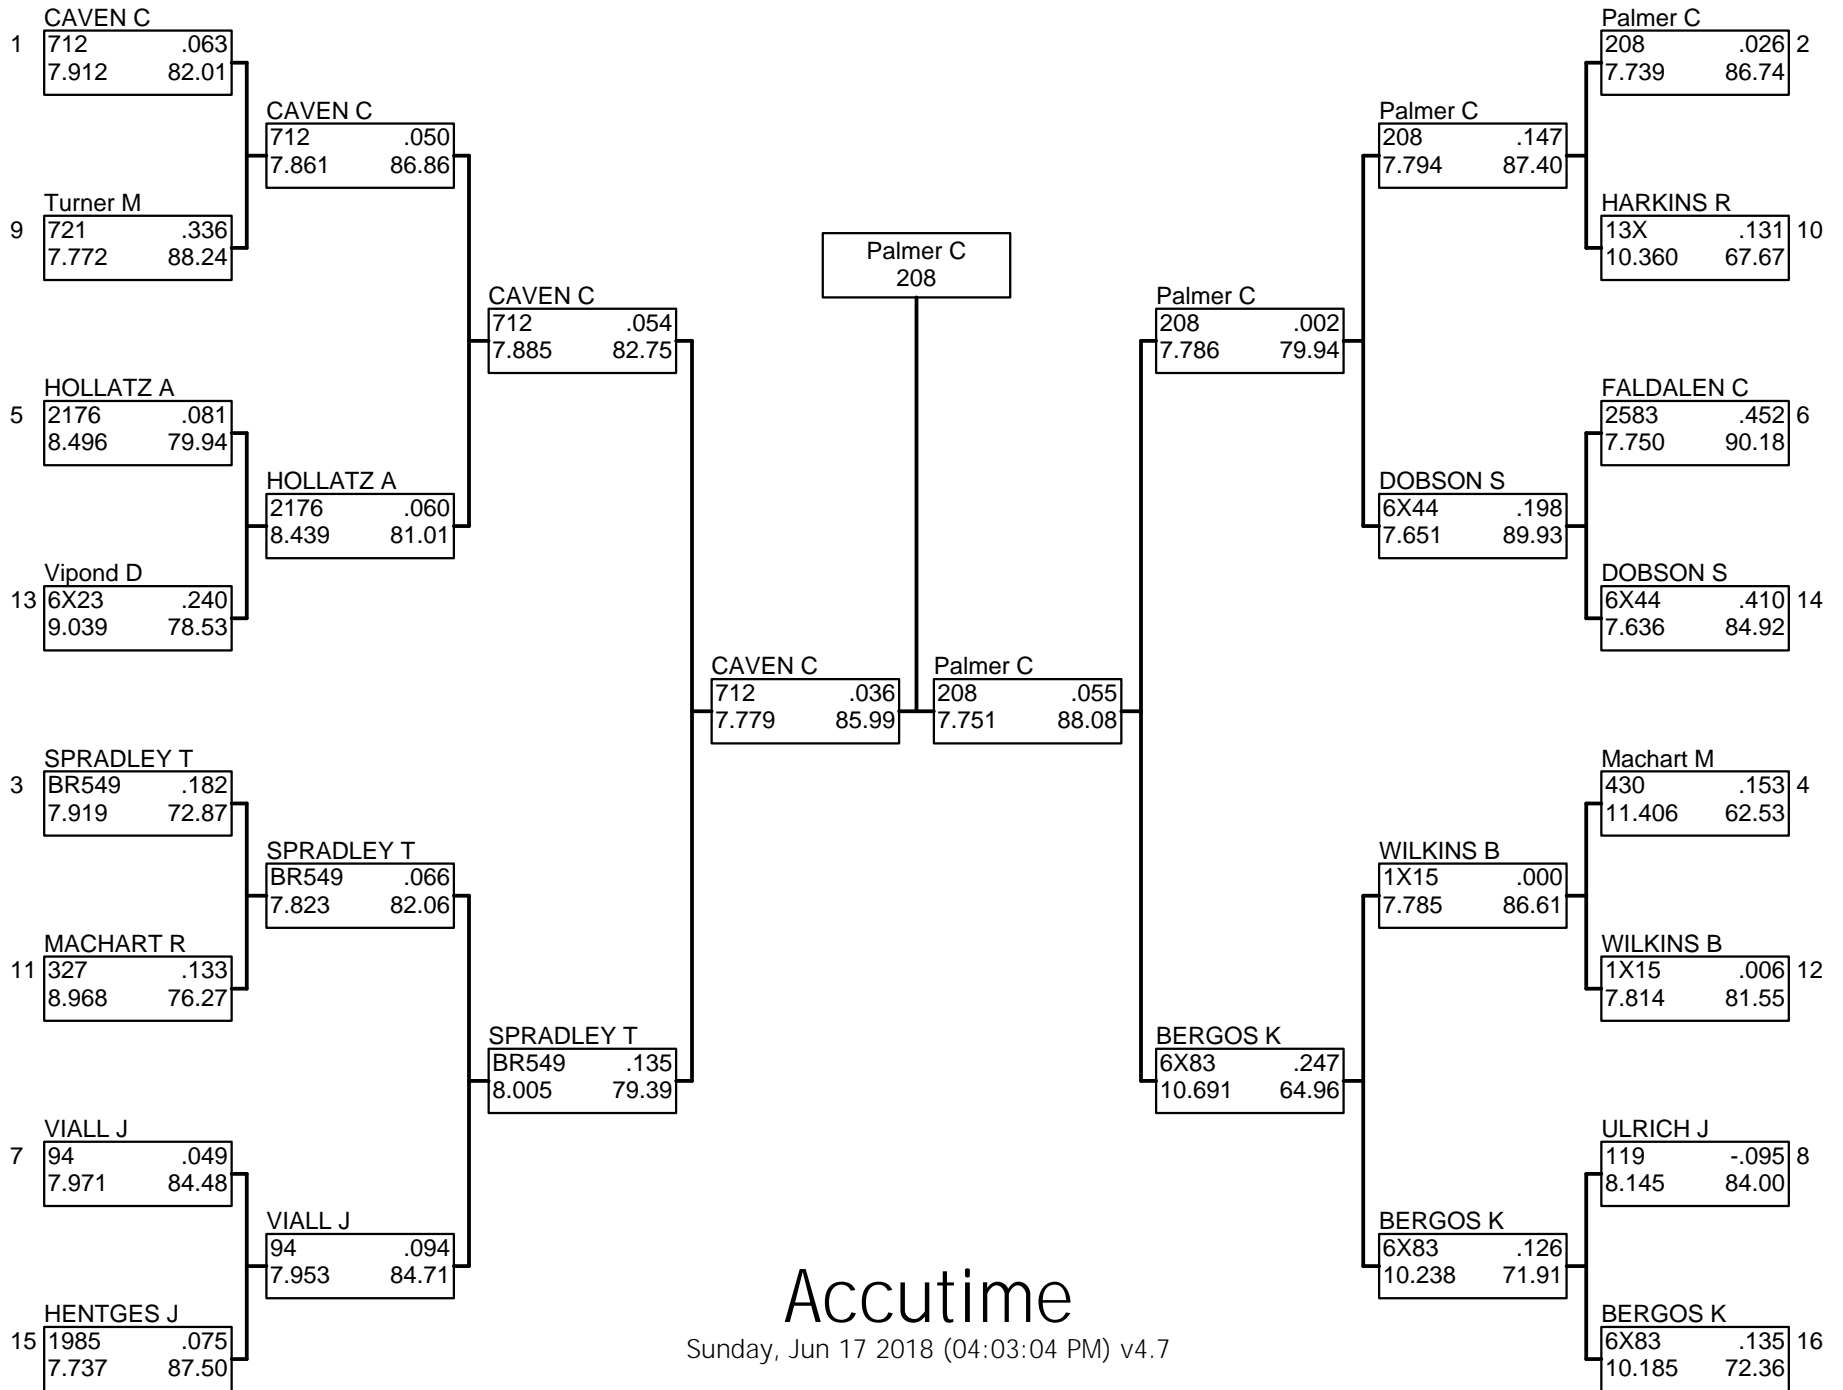 CAVEN C
1 712 .063
7.912 82.01
Turner M
9 721 .336
7.772 88.24
HOLLATZ A
5 2176 .081
8.496 79.94
Vipond D
13 6X23 .240
9.039 78.53
SPRADLEY T
3 BR549 .182
7.919 72.87
MACHART R
11 327 .133
8.968 76.27
VIALL J
7 94 .049
7.971 84.48
HENTGES J
15 1985 .075
7.737 87.50
CAVEN C
712 .050
7.861 86.86
HOLLATZ A
2176 .060
8.439 81.01
SPRADLEY T
BR549 .066
7.823 82.06
VIALL J
94 .094
7.953 84.71
CAVEN C
712 .054
7.885 82.75
SPRADLEY T
BR549 .135
8.005 79.39
CAVEN C
712 .036
7.779 85.99
Palmer C
208
Palmer C
208 .055
7.751 88.08
Palmer C
208 .002
7.786 79.94
BERGOS K
6X83 .247
10.691 64.96
Palmer C
208 .147
7.794 87.40
DOBSON S
6X44 .198
7.651 89.93
WILKINS B
1X15 .000
7.785 86.61
BERGOS K
6X83 .126
10.238 71.91
Palmer C
208 .026 2
7.739 86.74
HARKINS R
13X .131 10
10.360 67.67
FALDALEN C
2583 .452 6
7.750 90.18
DOBSON S
6X44 .410 14
7.636 84.92
Machart M
430 .153 4
11.406 62.53
WILKINS B
1X15 .006 12
7.814 81.55
ULRICH J
119 -.095 8
8.145 84.00
BERGOS K
6X83 .135 16
10.185 72.36
Accutime
Sunday, Jun 17 2018 (04:03:04 PM) v4.7